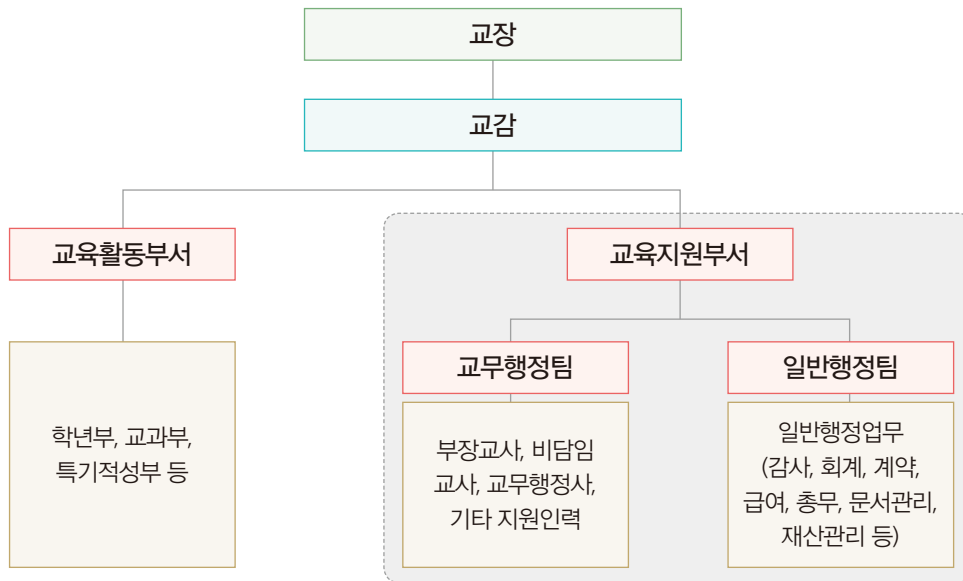 교장
교감
교육활동부서
교육지원부서
학년부, 교과부,
특기적성부 등
교무행정팀
부장교사, 비담임
교사, 교무행정사,
기타 지원인력
일반행정팀
일반행정업무
(감사, 회계, 계약,
급여, 총무, 문서관리,
재산관리 등)